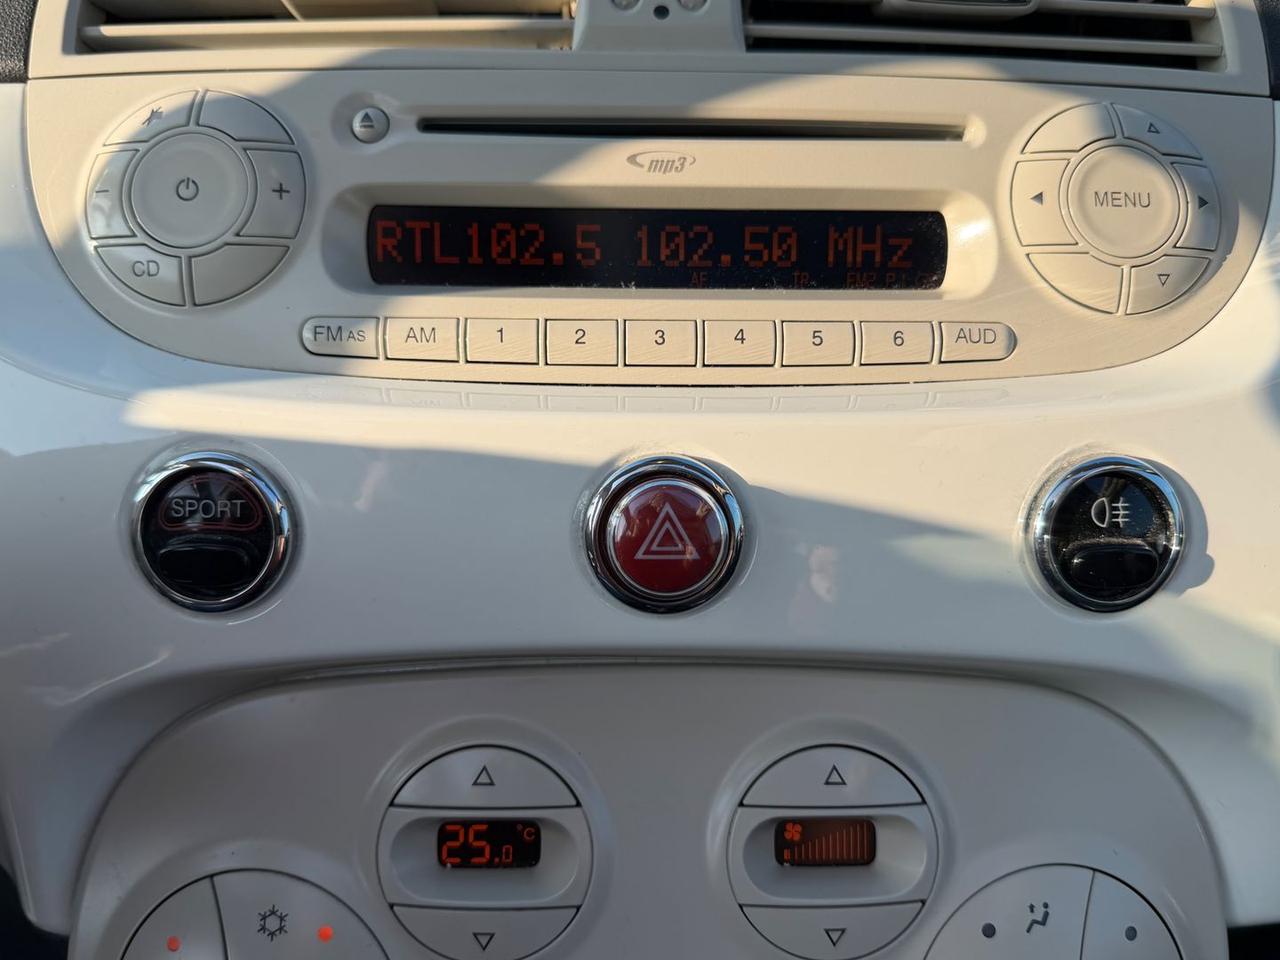 mp3
RTL102.5 102.50 MHz
AF TP FM2
CD
MENU
FM AS AM 1 2 3 4 5 6 AUD
SPORT
25.0 °C